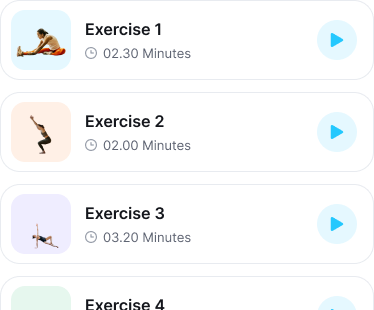 Exercise 1
02.30 Minutes
Exercise 2
02.00 Minutes
Exercise 3
03.20 Minutes
Exercise 4